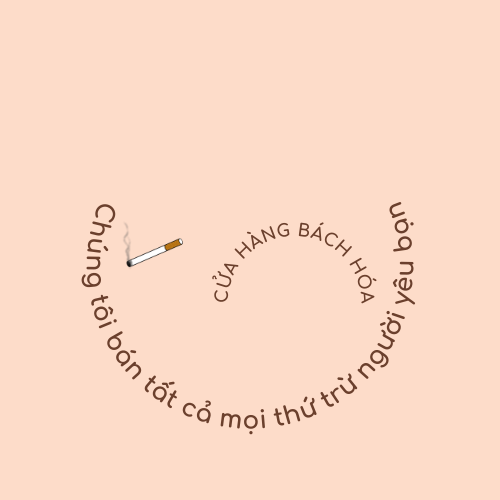 CỬA HÀNG BÁCH HÓA
Chúng tôi bán tất cả mọi thứ trừ người yêu bạn